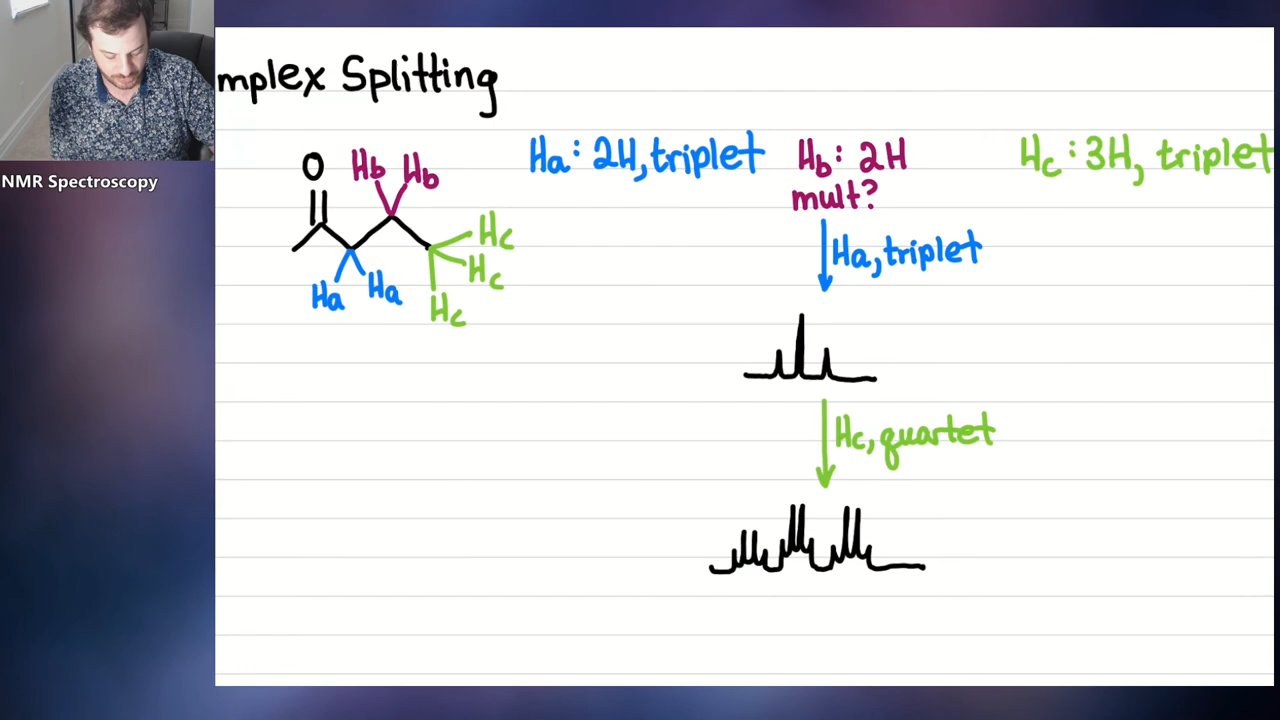 mplex Splitting
NMR Spectroscopy
O
Hb Hb
Hc
Hc
Hc
Ha Ha
Ha: 2H, triplet
Hb: 2H
mult?
Hc: 3H, triplet
Ha, triplet
Hc, quartet